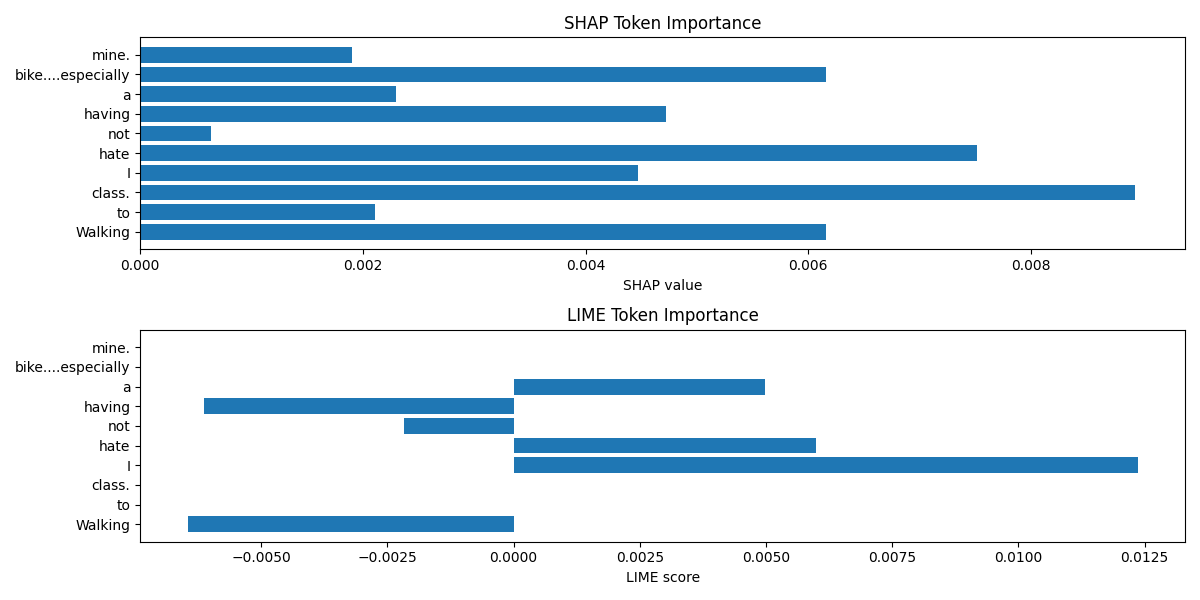 SHAP Token Importance
mine.
bike....especially
a
having
not
hate
I
class.
to
Walking
0.000 0.002 0.004 0.006 0.008
SHAP value
LIME Token Importance
mine.
bike....especially
a
having
not
hate
I
class.
to
Walking
−0.0050 −0.0025 0.0000 0.0025 0.0050 0.0075 0.0100 0.0125
LIME score